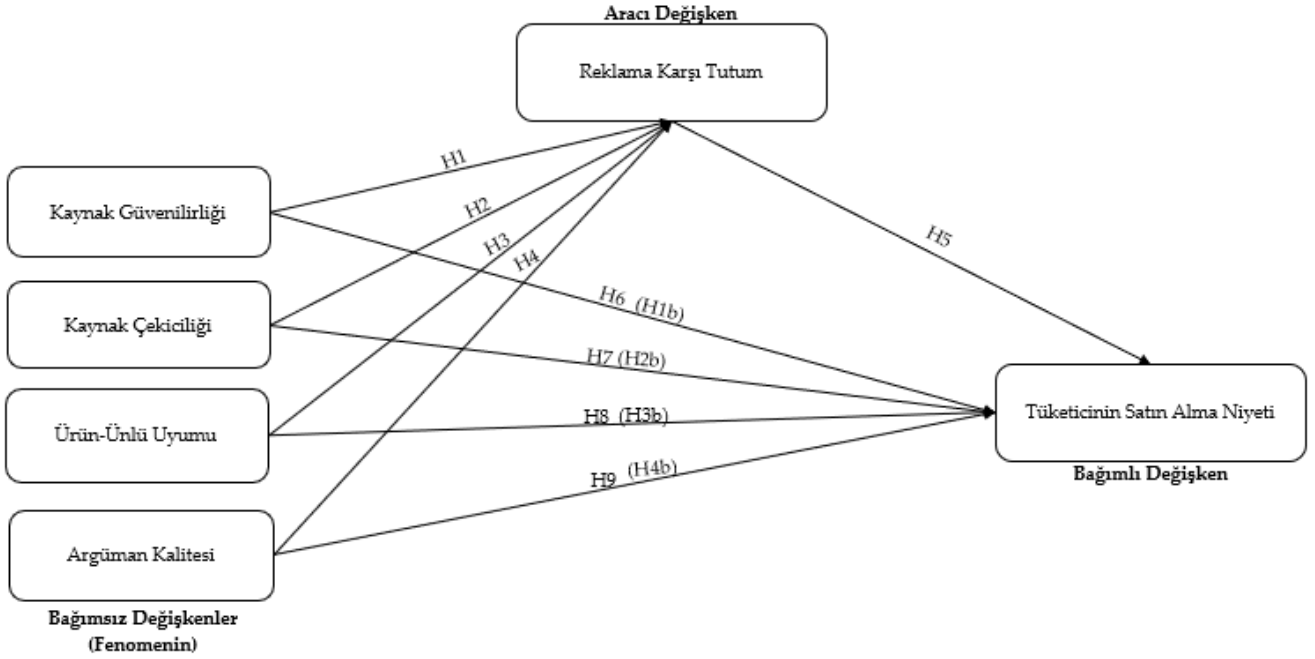 Aracı Değişken
Reklama Karşı Tutum
H1
Kaynak Güvenilirliği
H2
H3
H4
H5
H6 (H1b)
Kaynak Çekiciliği
H7 (H2b)
Tüketicinin Satın Alma Niyeti
H8 (H3b)
Ürün-Ünlü Uyumu
H9 (H4b)
Bağımlı Değişken
Argüman Kalitesi
Bağımsız Değişkenler
(Fenomenin)